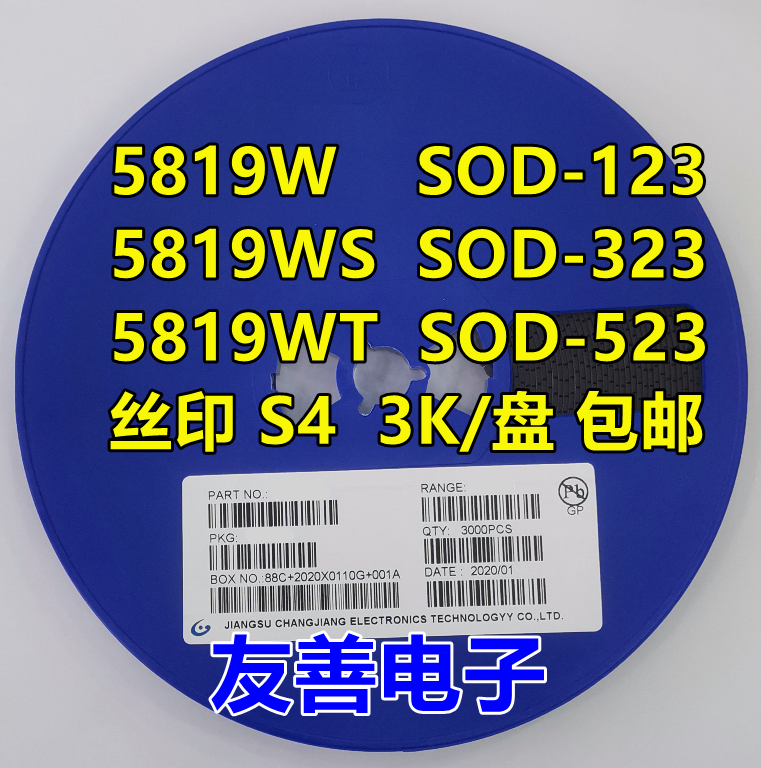 5819W SOD-123
5819WS SOD-323
5819WT SOD-523
丝印 S4 3K/盘 包邮
PART NO.:
RANGE:
Pb
GP
PKG:
QTY: 3000PCS
BOX NO.:88C+2020X0110G+001A
DATE : 2020/01
JIANGSU CHANGJIANG ELECTRONICS TECHNOLOGYY CO.,LTD.
友善电子